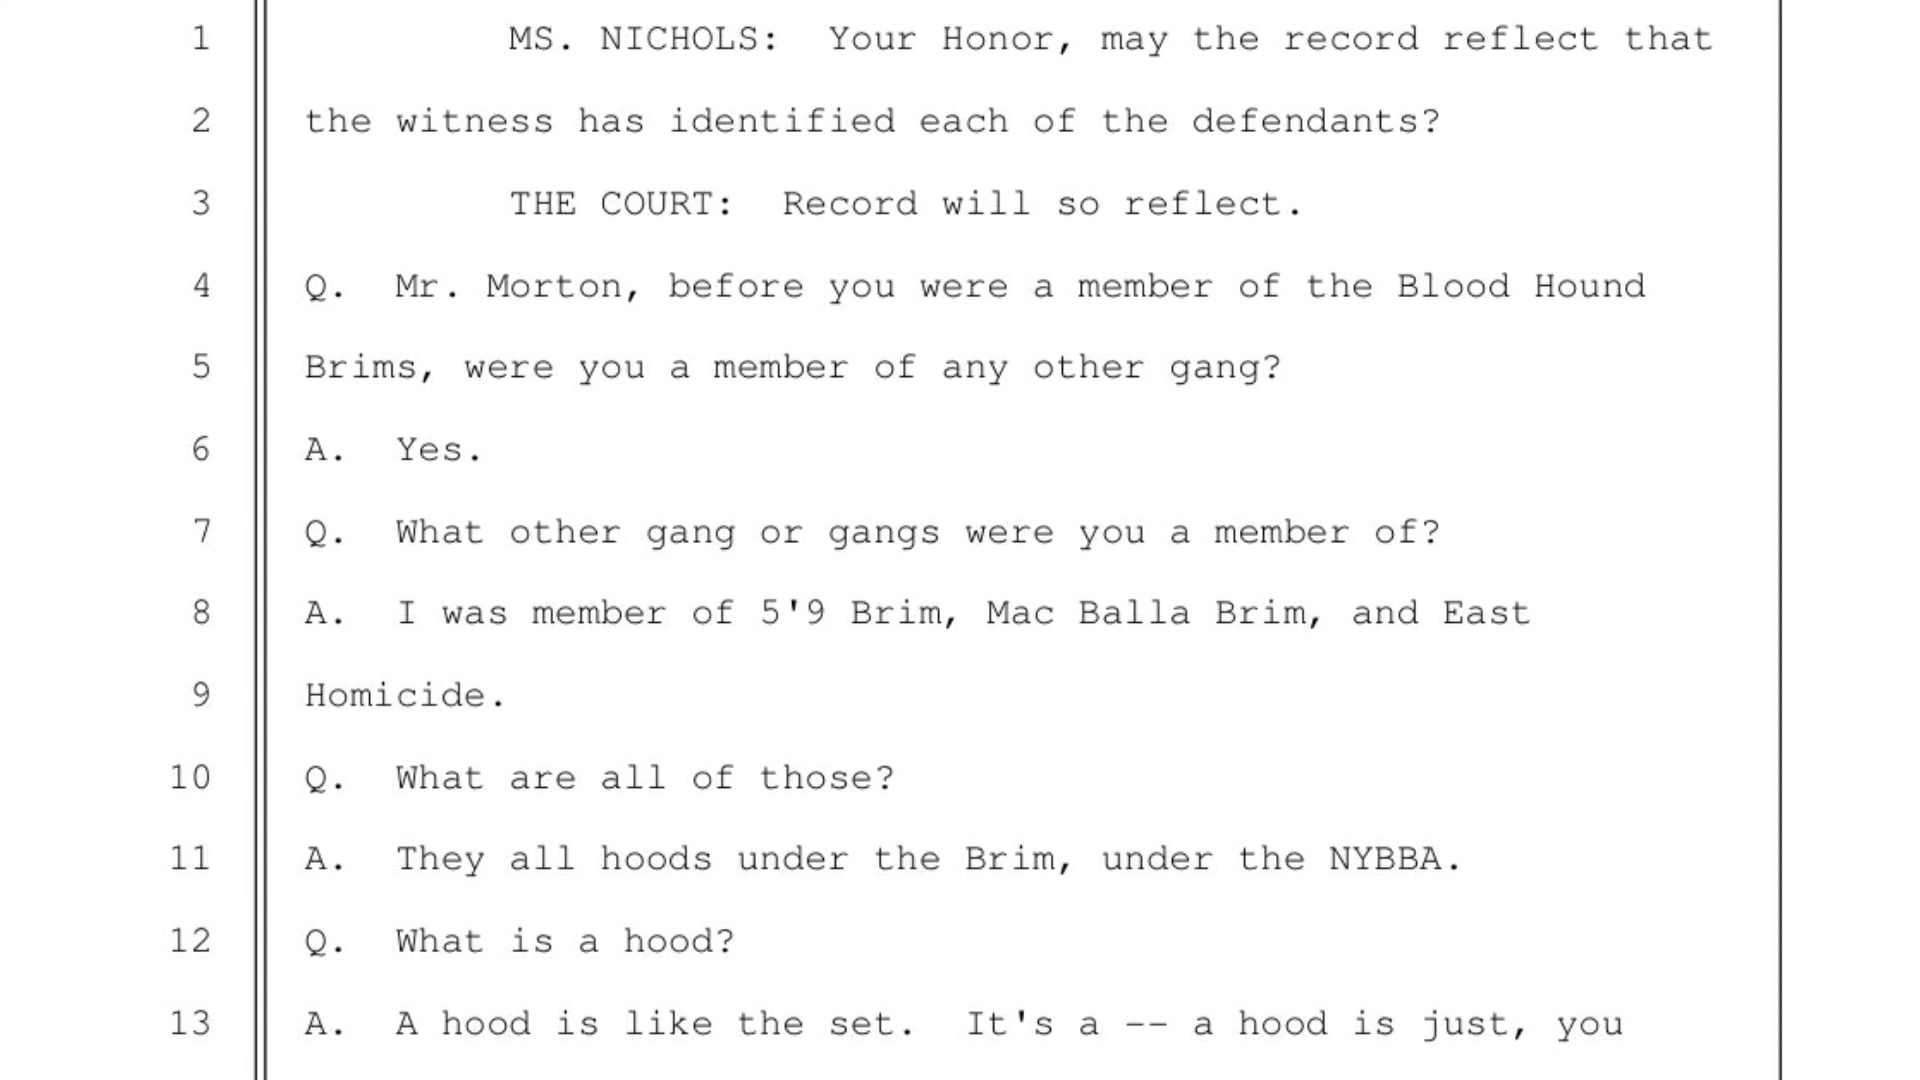 1 MS. NICHOLS: Your Honor, may the record reflect that
2 the witness has identified each of the defendants?
3 THE COURT: Record will so reflect.
4 Q. Mr. Morton, before you were a member of the Blood Hound
5 Brims, were you a member of any other gang?
6 A. Yes.
7 Q. What other gang or gangs were you a member of?
8 A. I was member of 5'9 Brim, Mac Balla Brim, and East
9 Homicide.
10 Q. What are all of those?
11 A. They all hoods under the Brim, under the NYBBA.
12 Q. What is a hood?
13 A. A hood is like the set. It's a -- a hood is just, you